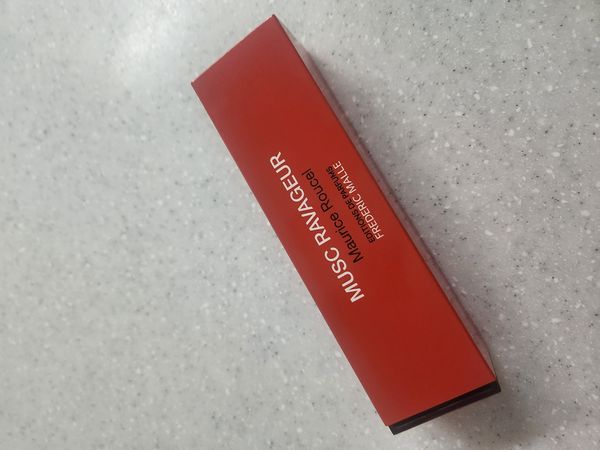 MUSC RAVAGEUR
Maurice Roucel
EDITIONS DE PARFUMS
FREDERIC MALLE